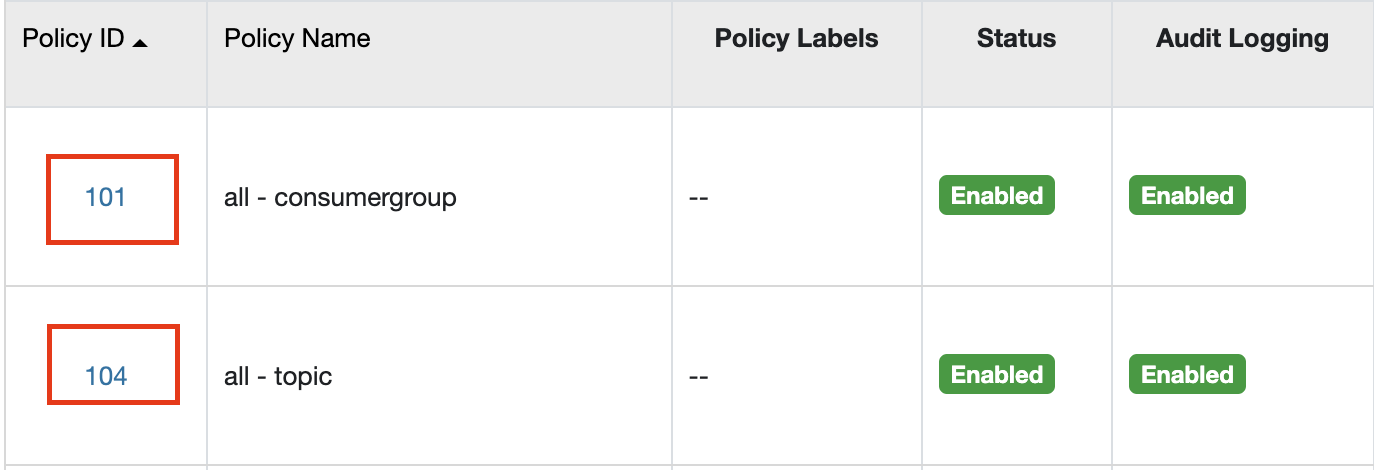 Policy ID Policy Name Policy Labels Status Audit Logging
101 all - consumergroup -- Enabled Enabled
104 all - topic -- Enabled Enabled